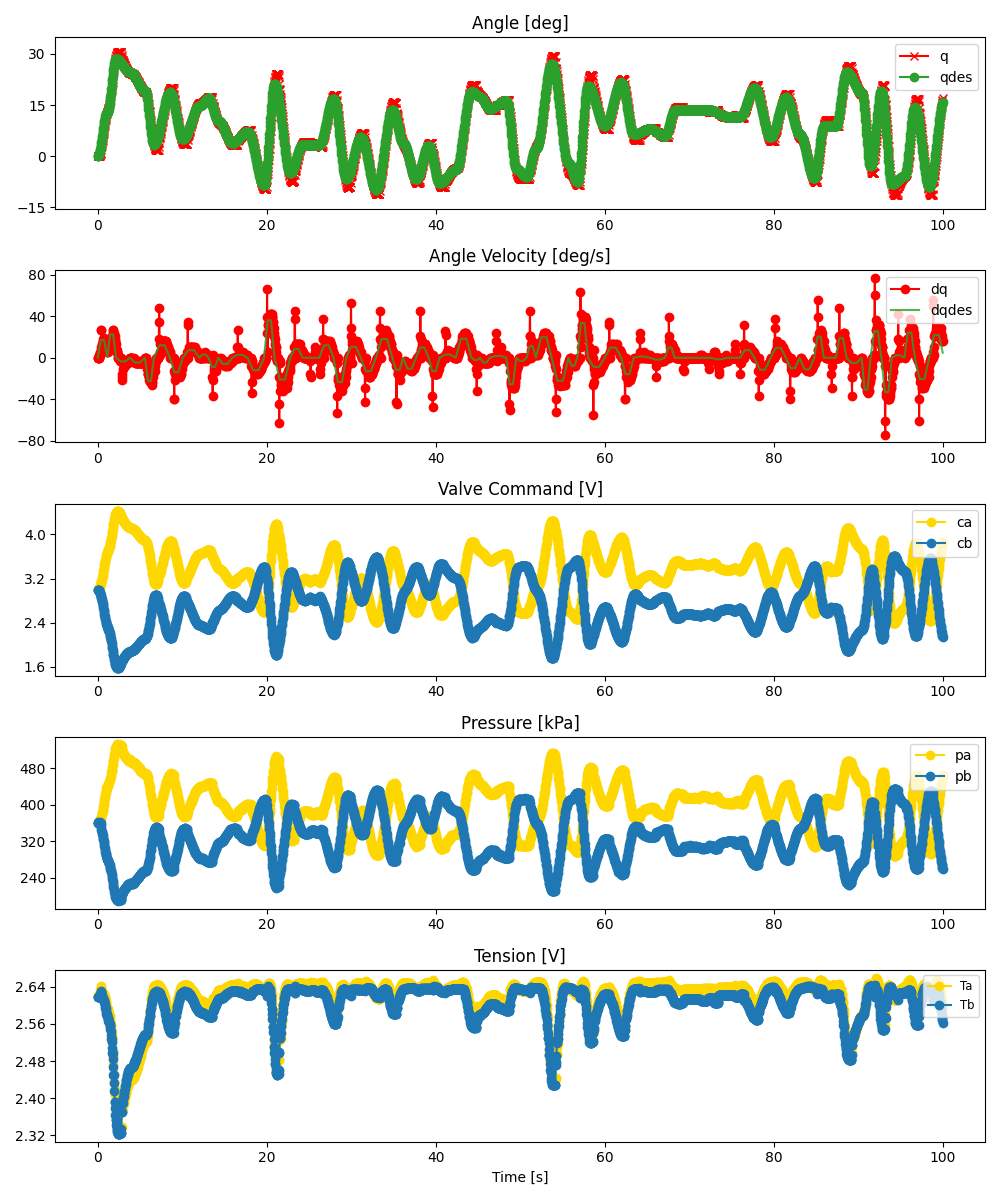 Angle [deg]
30
15
0
−15
q
qdes
0 20 40 60 80 100
Angle Velocity [deg/s]
80
40
0
−40
−80
dq
dqdes
0 20 40 60 80 100
Valve Command [V]
4.0
3.2
2.4
1.6
ca
cb
0 20 40 60 80 100
Pressure [kPa]
480
400
320
240
pa
pb
0 20 40 60 80 100
Tension [V]
2.64
2.56
2.48
2.40
2.32
Ta
Tb
0 20 40 60 80 100
Time [s]